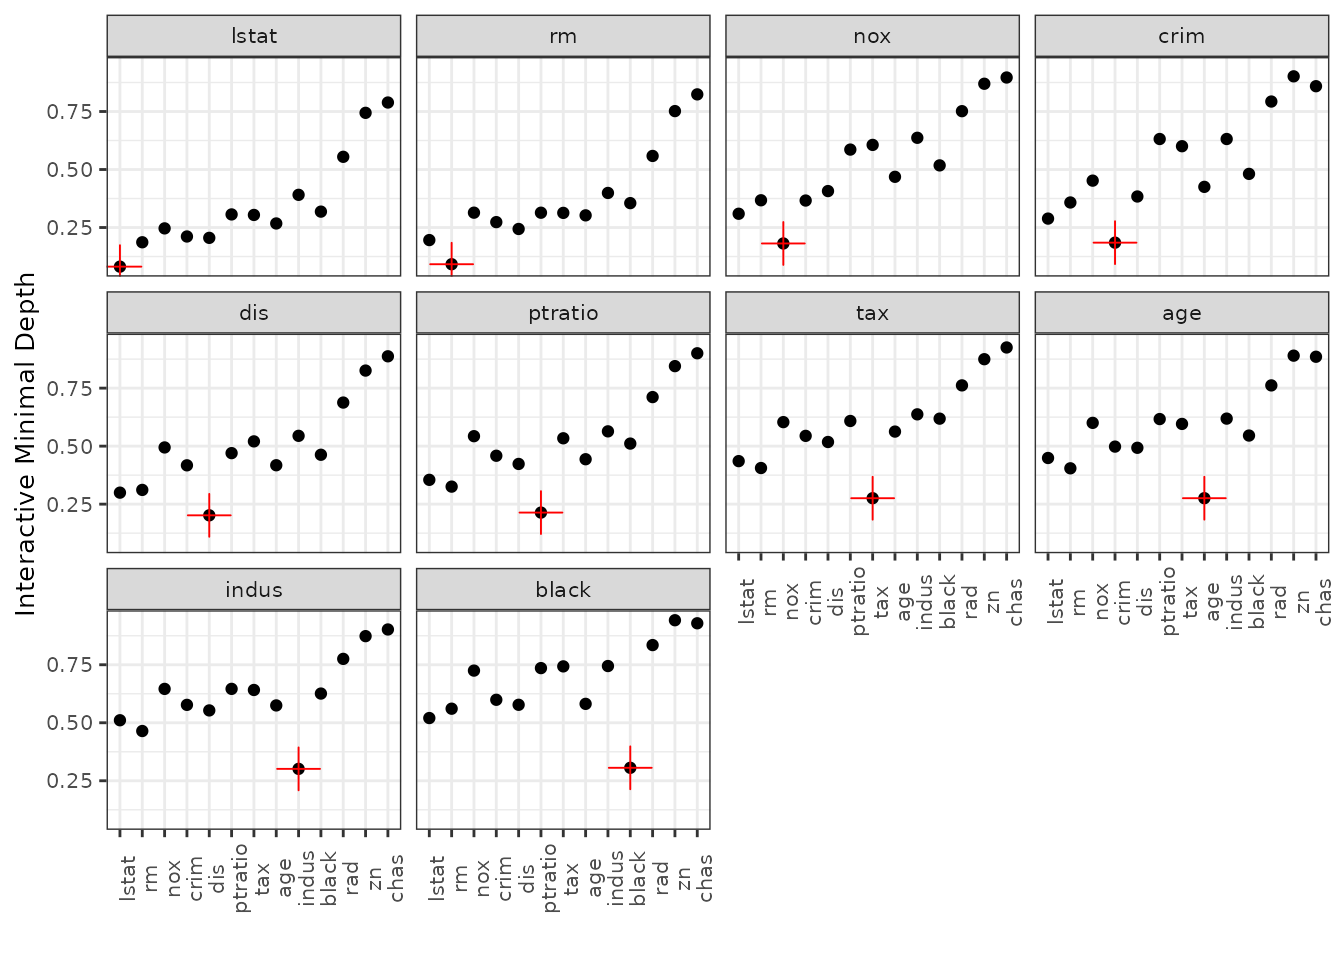 lstat
rm
nox
crim
0.75
0.50
0.25
dis
ptratio
tax
age
0.75
0.50
0.25
Interactive Minimal Depth
lstat
rm
nox
crim
dis
ptratio
tax
age
indus
black
rad
zn
chas
lstat
rm
nox
crim
dis
ptratio
tax
age
indus
black
rad
zn
chas
indus
black
0.75
0.50
0.25
lstat
rm
nox
crim
dis
ptratio
tax
age
indus
black
rad
zn
chas
lstat
rm
nox
crim
dis
ptratio
tax
age
indus
black
rad
zn
chas